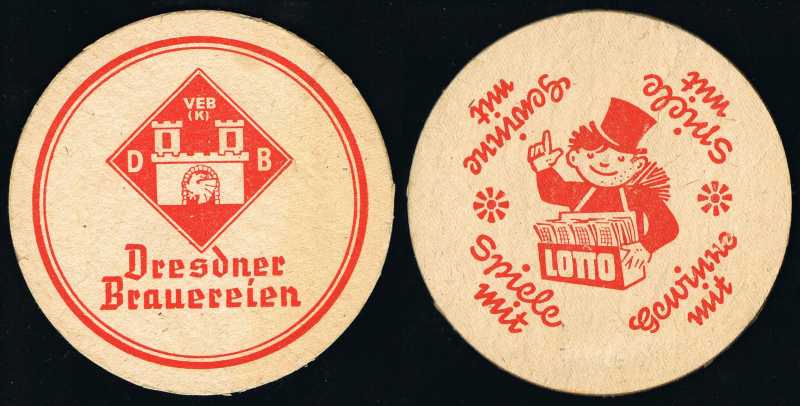 VEB
(K)
D B
Dresdner
Brauereien
Gewinne
mit
Spiele
mit
LOTTO
Spiele
mit
Gewinne
mit